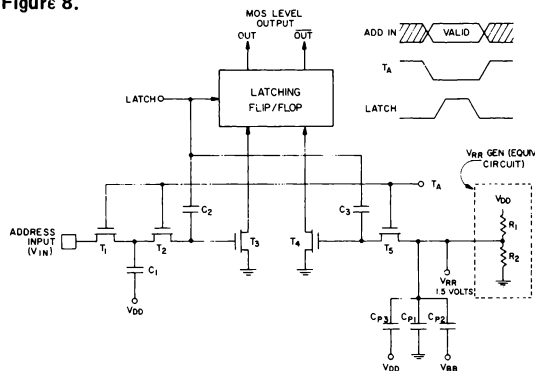 Figure 8.
MOS LEVEL
OUTPUT
OUT
OUT
ADD IN
VALID
TA
LATCH
LATCH
LATCHING
FLIP/FLOP
VRR GEN (EQUIV
CIRCUIT)
C2
C3
TA
VDD
R1
R2
ADDRESS
INPUT
(VIN)
T1
T2
T3
T4
T5
C1
VDD
VRR
1.5 VOLTS
CP3
CP1
CP2
VDD
VBB